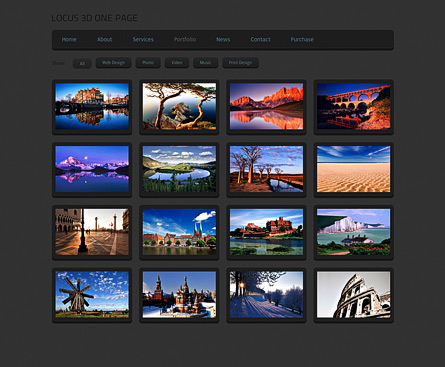 LOCUS 3D ONE PAGE
Home About Services Portfolio News Contact Purchase
All Web Design Photo Video Music Print Design